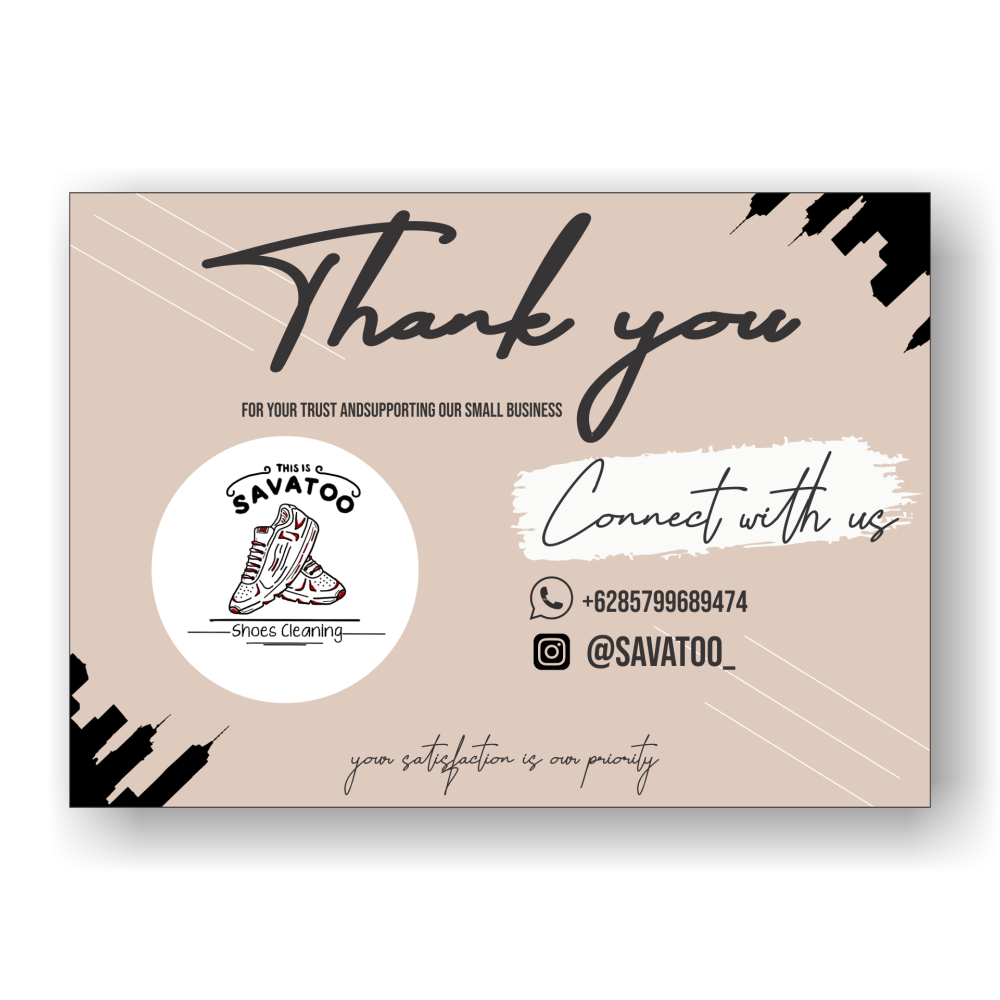 Thank you
FOR YOUR TRUST ANDSUPPORTING OUR SMALL BUSINESS
THIS IS
SAVATOO
Shoes Cleaning
Connect with us
+6285799689474
@SAVATOO_
your satisfaction is our priority